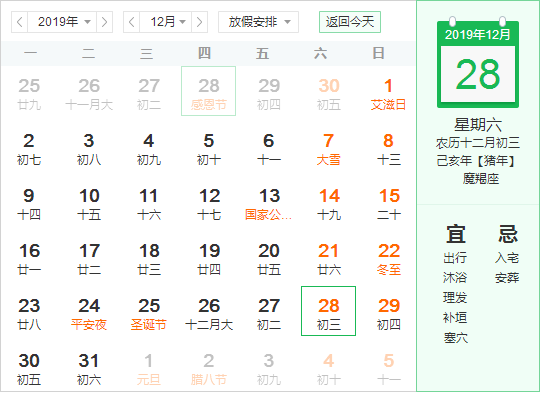 2019年 12月 放假安排 返回今天
一 二 三 四 五 六 日
25 26 27 28 29 30 1
廿九 十一月大 初二 感恩节 初四 初五 艾滋日
2 3 4 5 6 7 8
初七 初八 初九 初十 十一 大雪 十三
9 10 11 12 13 14 15
十四 十五 十六 十七 国家公... 十九 二十
16 17 18 19 20 21 22
廿一 廿二 廿三 廿四 廿五 廿六 冬至
23 24 25 26 27 28 29
廿八 平安夜 圣诞节 十二月大 初二 初三 初四
30 31 1 2 3 4 5
初五 初六 元旦 腊八节 初九 初十 十一
2019年12月
28
星期六
农历十二月初三
己亥年【猪年】
魔羯座
宜 忌
出行 入宅
沐浴 安葬
理发
补垣
塞穴